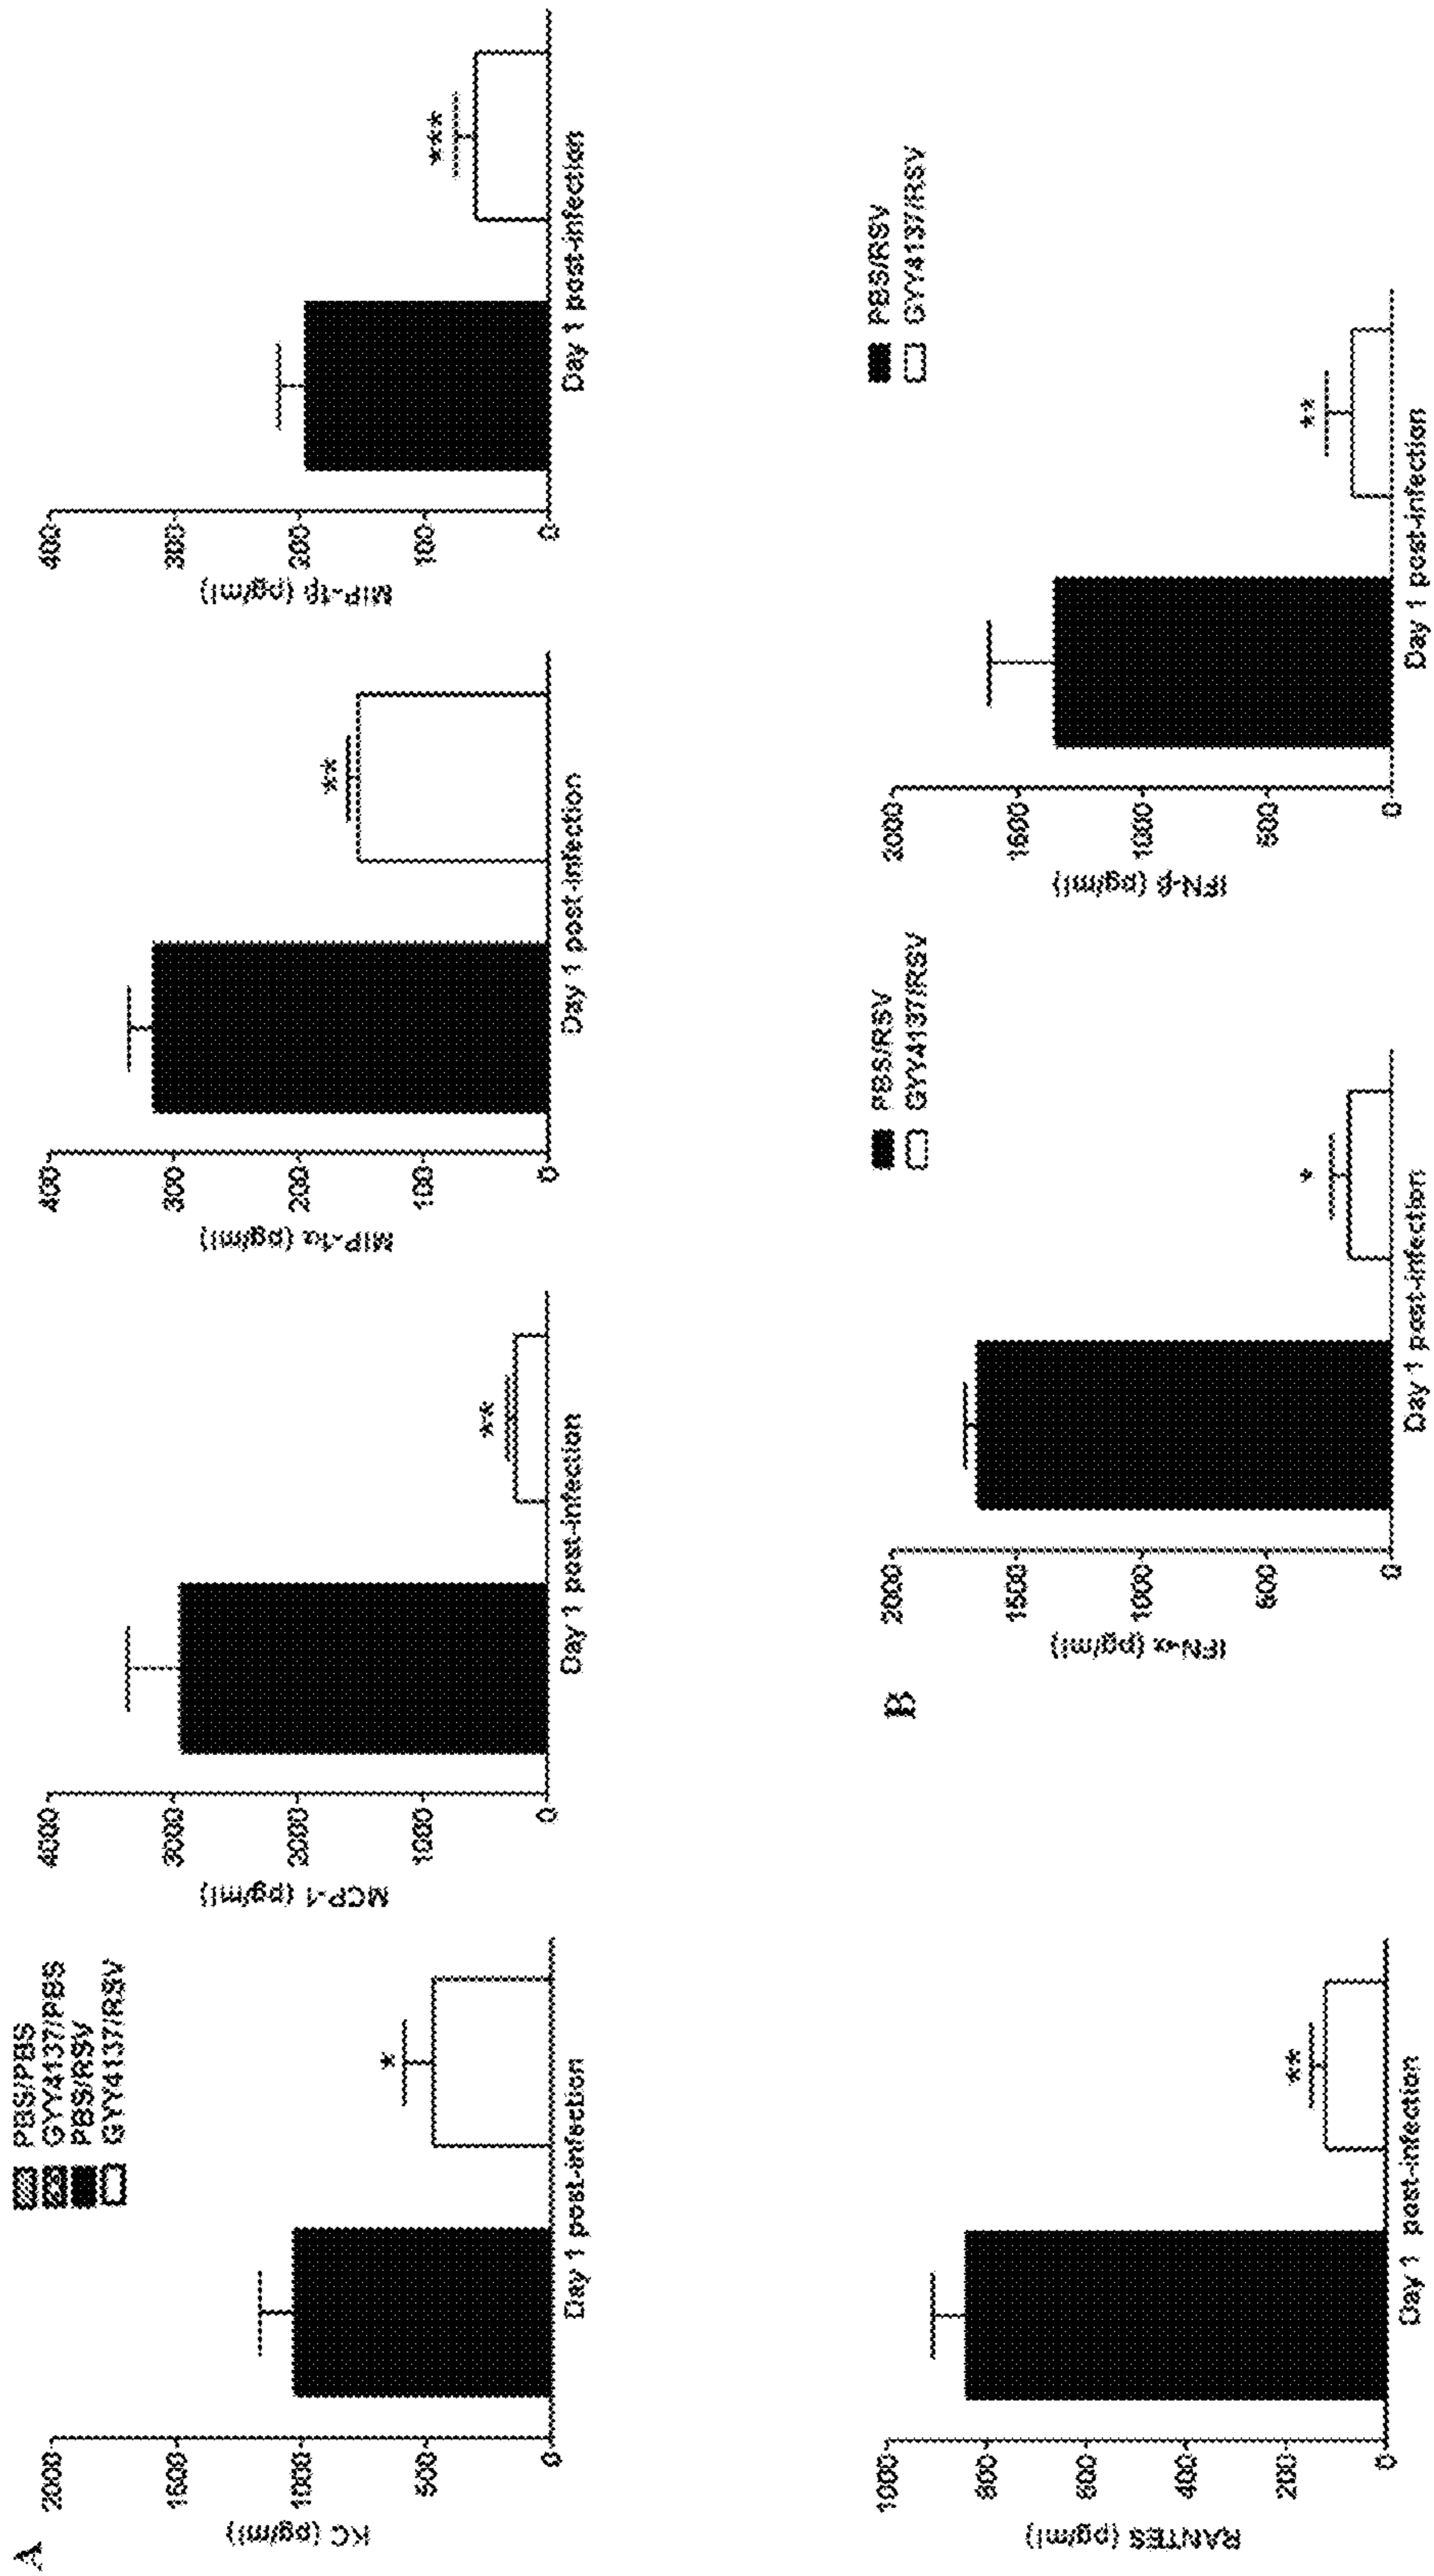 A
PBS/PBS
GYY4137/PBS
PBS/RSV
GYY4137/RSV
KC (pg/ml)
2000
1500
1000
500
0
*
Day 1 post-infection
MCP-1 (pg/ml)
4000
3000
2000
1000
0
**
Day 1 post-infection
MIP-1α (pg/ml)
400
300
200
100
0
**
Day 1 post-infection
MIP-1β (pg/ml)
400
300
200
100
0
***
Day 1 post-infection
RANTES (pg/ml)
1000
800
600
400
200
0
**
Day 1 post-infection
B
PBS/RSV
GYY4137/RSV
IFN-α (pg/ml)
2000
1500
1000
500
0
*
Day 1 post-infection
PBS/RSV
GYY4137/RSV
IFN-β (pg/ml)
2000
1500
1000
500
0
**
Day 1 post-infection